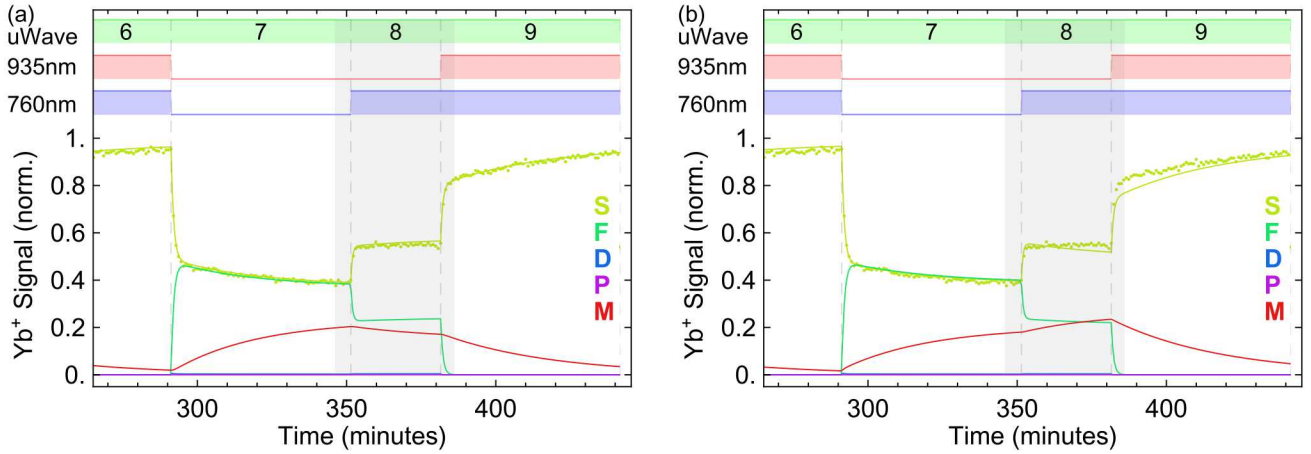 (a)
uWave 6 7 8 9
935nm
760nm
1.
0.8
0.6
0.4
0.2
0.
Yb⁺ Signal (norm.)
S
F
D
P
M
300 350 400
Time (minutes)
(b)
uWave 6 7 8 9
935nm
760nm
1.
0.8
0.6
0.4
0.2
0.
Yb⁺ Signal (norm.)
S
F
D
P
M
300 350 400
Time (minutes)